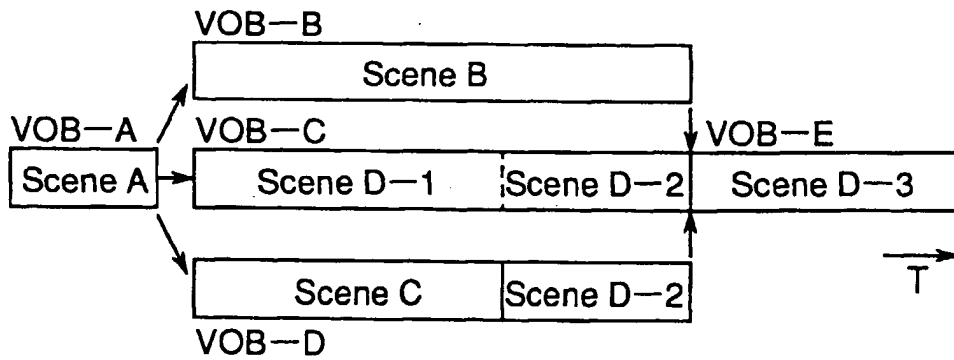 VOB—B
Scene B
VOB—A
VOB—C
VOB—E
Scene A
Scene D—1
Scene D—2
Scene D—3
Scene C
Scene D—2
T
VOB—D